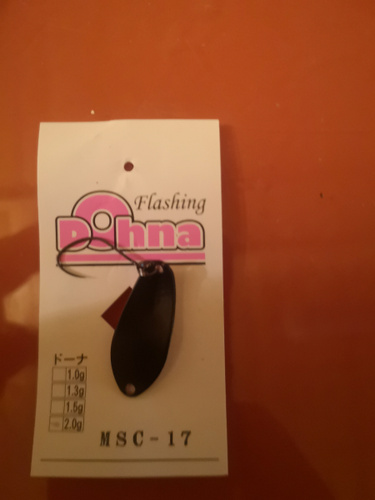 Flashing
Dohna
ドーナ
1.0g
1.3g
1.5g
2.0g
MSC-17